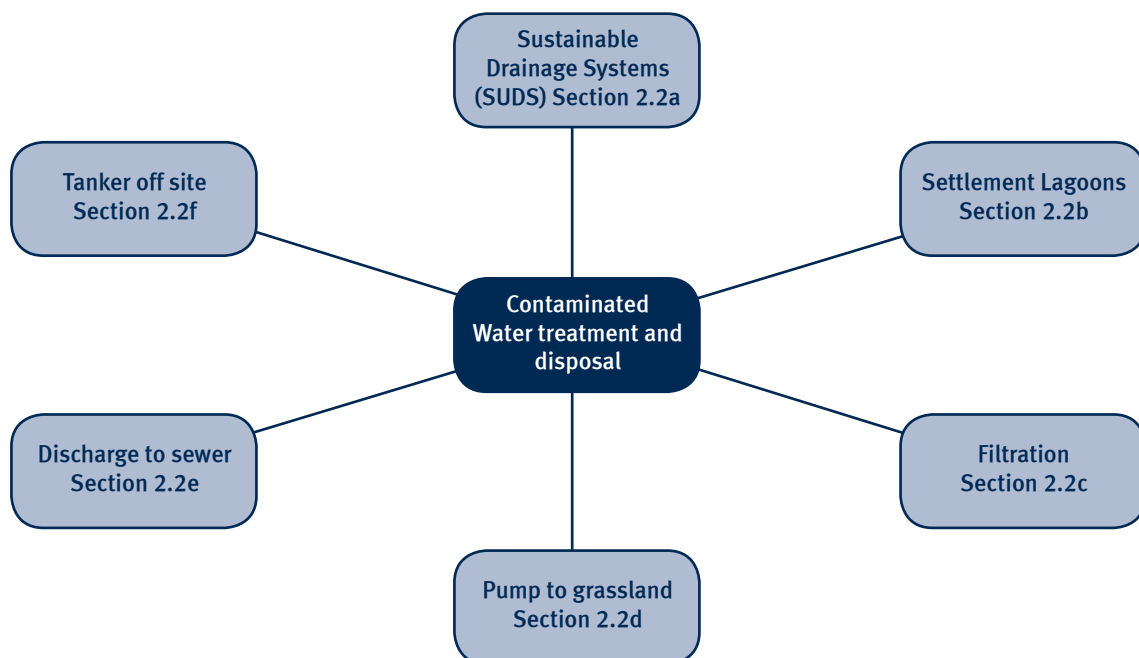 Sustainable
Drainage Systems
(SUDS) Section 2.2a
Tanker off site
Section 2.2f
Settlement Lagoons
Section 2.2b
Contaminated
Water treatment and
disposal
Discharge to sewer
Section 2.2e
Filtration
Section 2.2c
Pump to grassland
Section 2.2d